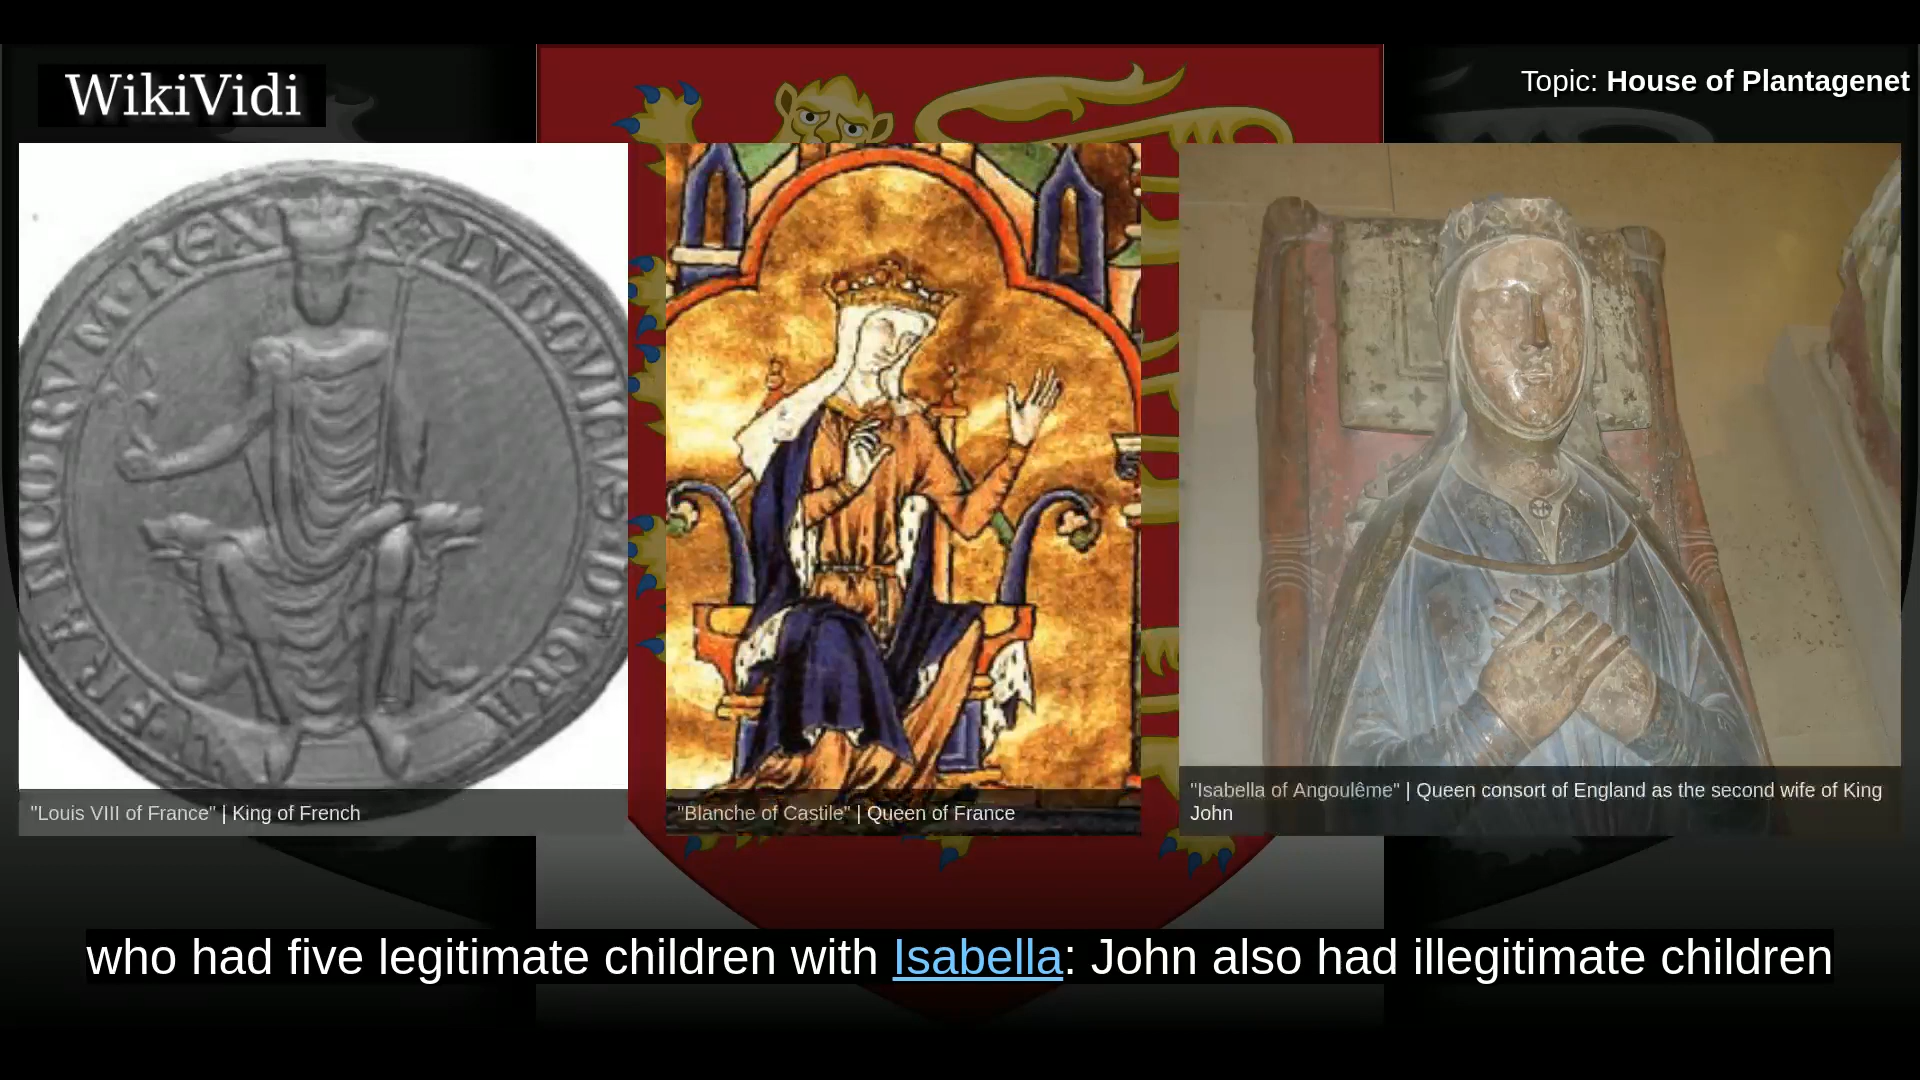 WikiVidi
Topic: House of Plantagenet
"Louis VIII of France" | King of French
"Blanche of Castile" | Queen of France
"Isabella of Angoulême" | Queen consort of England as the second wife of King
John
who had five legitimate children with Isabella: John also had illegitimate children